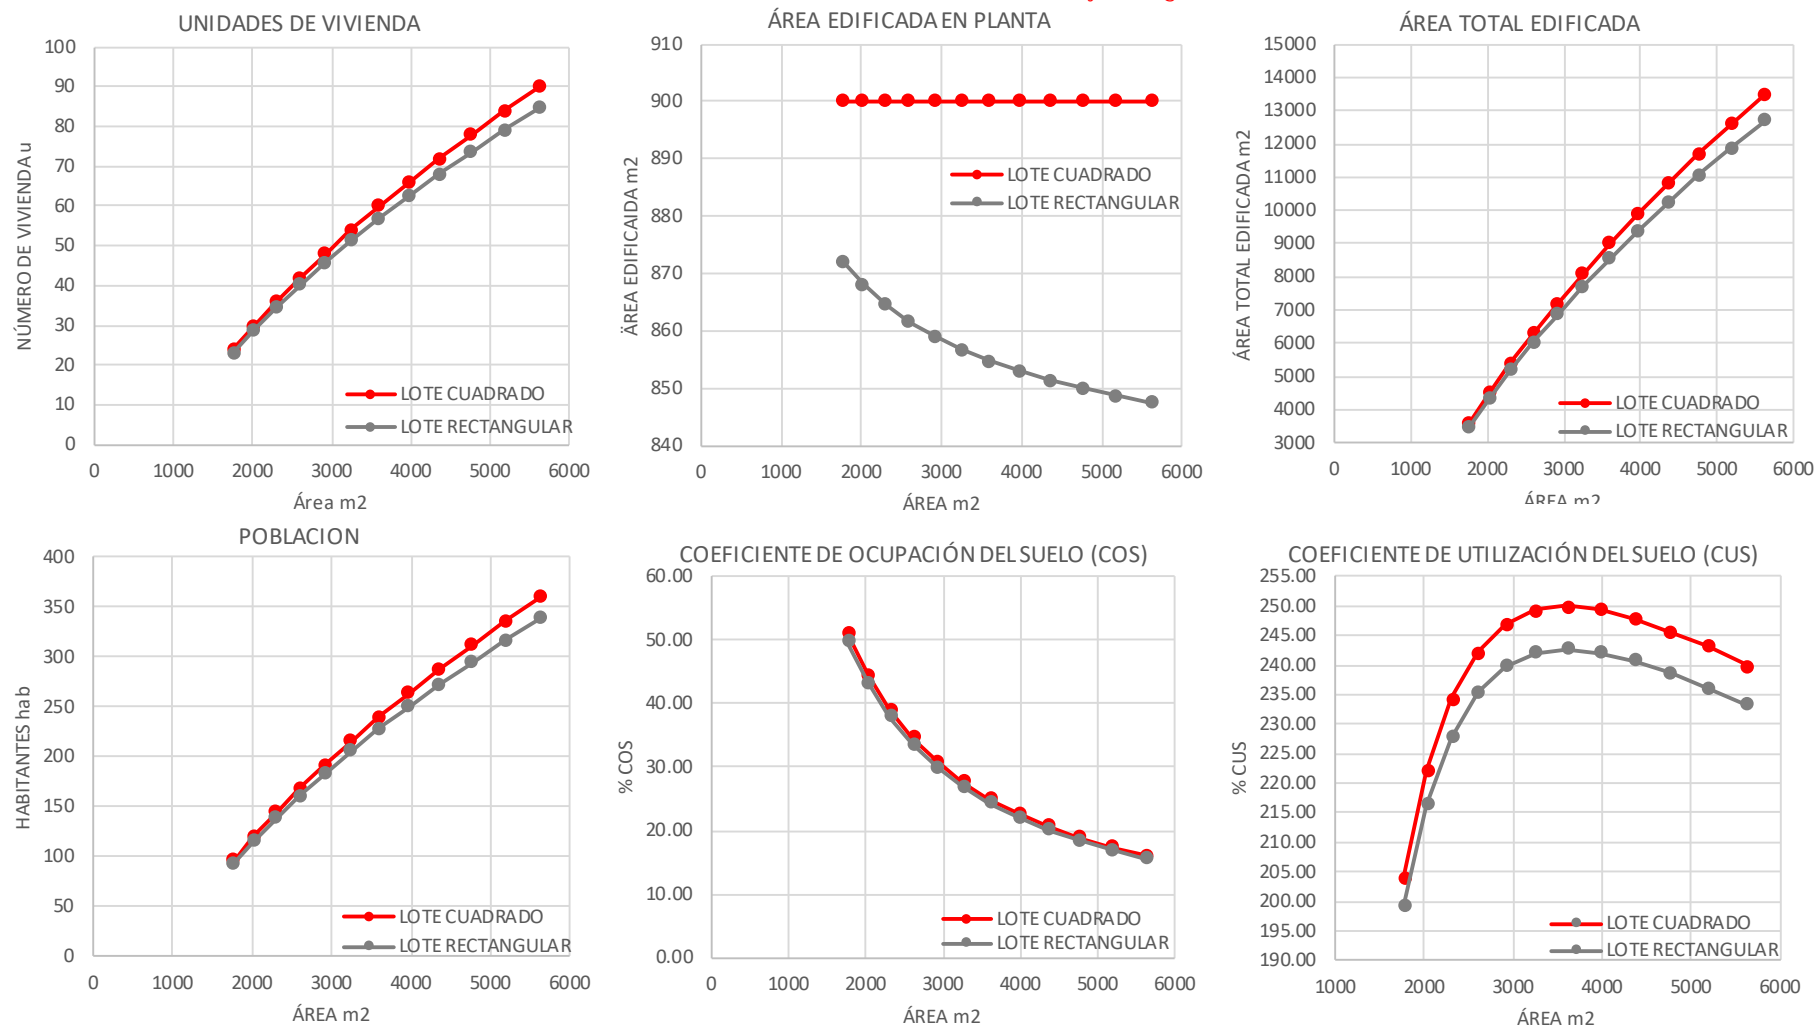 UNIDADES DE VIVIENDA
100
90
80
70
60
50
40
30
20
10
0
NÚMERO DE VIVIENDA u
LOTE CUADRADO
LOTE RECTANGULAR
0 1000 2000 3000 4000 5000 6000
Área m2
ÁREA EDIFICADA EN PLANTA
910
900
890
880
870
860
850
840
ÄREA EDIFICAIDA m2
LOTE CUADRADO
LOTE RECTANGULAR
0 1000 2000 3000 4000 5000 6000
ÁREA m2
ÁREA TOTAL EDIFICADA
15000
14000
13000
12000
11000
10000
9000
8000
7000
6000
5000
4000
3000
ÁREA TOTAL EDIFICADA m2
LOTE CUADRADO
LOTE RECTANGULAR
0 1000 2000 3000 4000 5000 6000
ÁREA m2
POBLACION
400
350
300
250
200
150
100
50
0
HABITANTES hab
LOTE CUADRADO
LOTE RECTANGULAR
0 1000 2000 3000 4000 5000 6000
ÁREA m2
COEFICIENTE DE OCUPACIÓN DEL SUELO (COS)
60.00
50.00
40.00
30.00
20.00
10.00
0.00
% COS
LOTE CUADRADO
LOTE RECTANGULAR
0 1000 2000 3000 4000 5000 6000
ÁREA m2
COEFICIENTE DE UTILIZACIÓN DEL SUELO (CUS)
255.00
250.00
245.00
240.00
235.00
230.00
225.00
220.00
215.00
210.00
205.00
200.00
195.00
190.00
% CUS
LOTE CUADRADO
LOTE RECTANGULAR
1000 2000 3000 4000 5000 6000
ÁREA m2